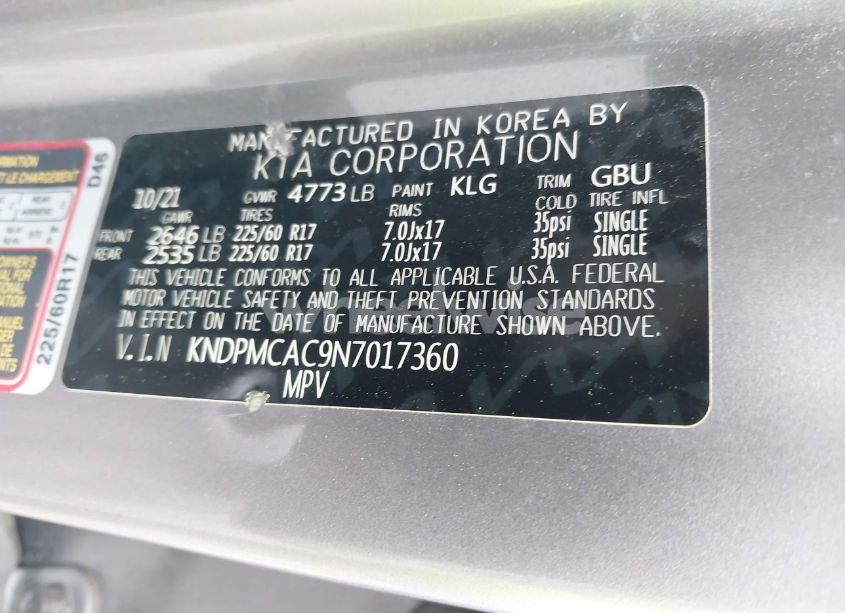 MANUFACTURED IN KOREA BY
KIA CORPORATION
10/21 GVWR 4773 LB PAINT KLG TRIM GBU
GAWR TIRES RIMS COLD TIRE INFL
FRONT 2646 LB 225/60 R17 7.0Jx17 35psi SINGLE
REAR 2535 LB 225/60 R17 7.0Jx17 35psi SINGLE
THIS VEHICLE CONFORMS TO ALL APPLICABLE U.S.A. FEDERAL
MOTOR VEHICLE SAFETY AND THEFT PREVENTION STANDARDS
IN EFFECT ON THE DATE OF MANUFACTURE SHOWN ABOVE.
V.I.N KNDPMCAC9N7017360
MPV
225/60R17 D46
LE CHARGEMENT